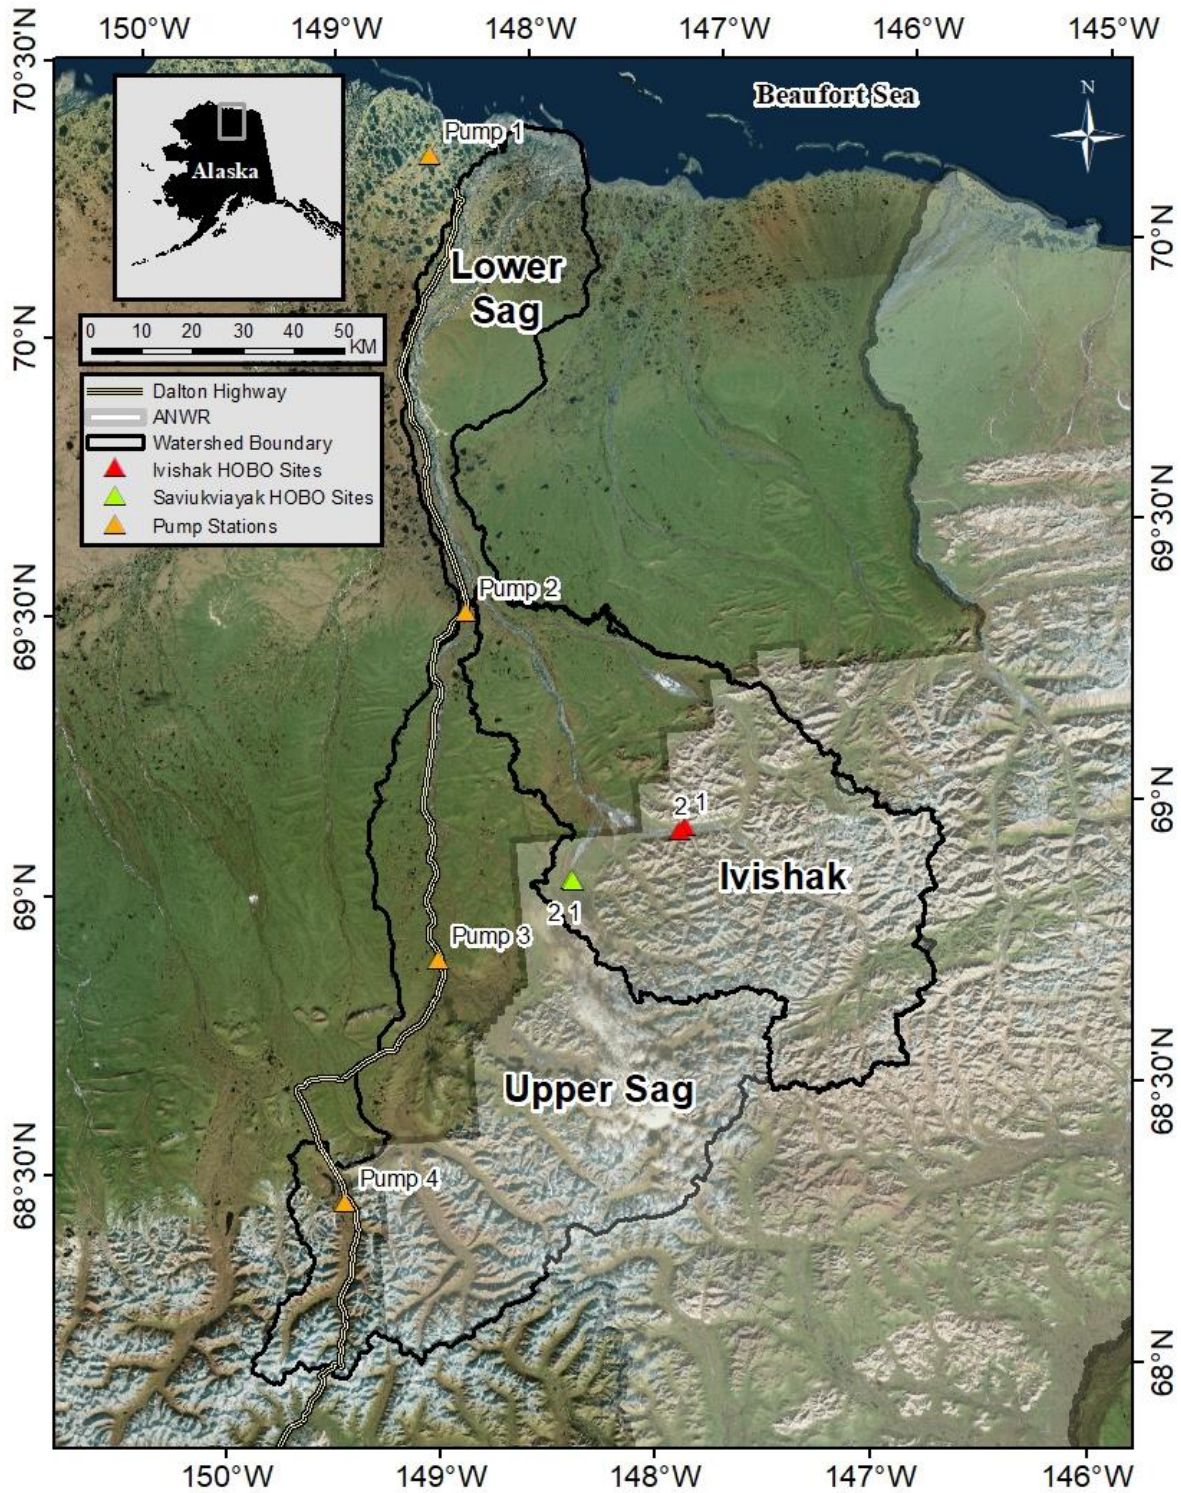 150°W 149°W 148°W 147°W 146°W 145°W
70°30'N
Beaufort Sea
N
Pump 1
Alaska
70°N
Lower
Sag
0 10 20 30 40 50
KM
70°N
Dalton Highway
ANWR
Watershed Boundary
Ivishak HOBO Sites
Saviukviayak HOBO Sites
Pump Stations
69°30'N
Pump 2
69°30'N
69°N
2 1
Ivishak
69°N
2 1
Pump 3
Upper Sag
68°30'N
68°30'N
Pump 4
68°N
150°W 149°W 148°W 147°W 146°W